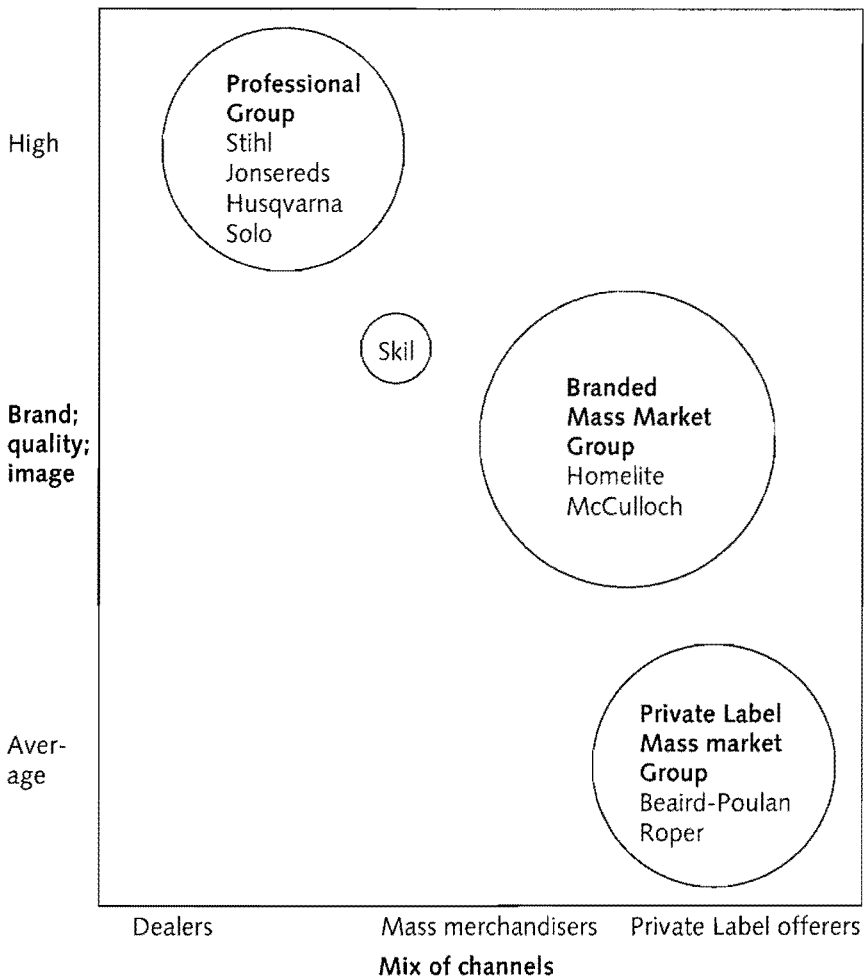 High
Professional
Group
Stihl
Jonsereds
Husqvarna
Solo
Skil
Brand;
quality;
image
Branded
Mass Market
Group
Homelite
McCulloch
Aver-
age
Private Label
Mass market
Group
Beaird-Poulan
Roper
Dealers Mass merchandisers Private Label offerers
Mix of channels